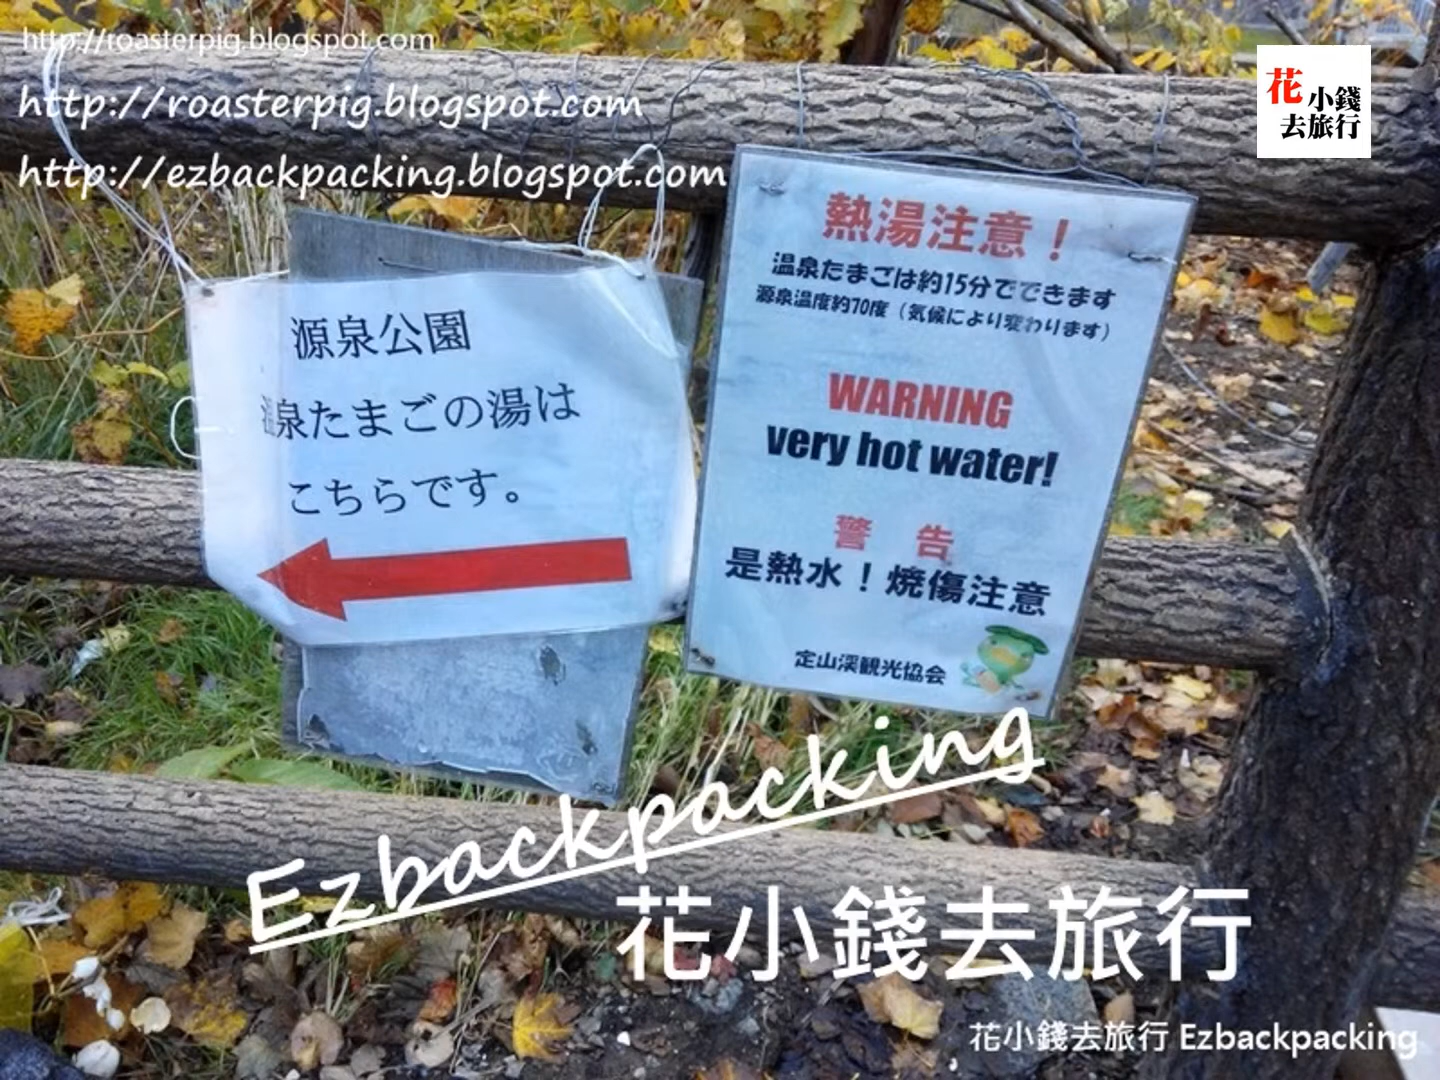 http://roasterpig.blogspot.com
http://roasterpig.blogspot.com
http://ezbackpacking.blogspot.com
花小錢
去旅行
源泉公園
温泉たまごの湯は
こちらです。
熱湯注意！
温泉たまごは約15分でできます
源泉温度約70度（気候により変わります）
WARNING
very hot water!
警 告
是熱水！焼傷注意
定山渓観光協会
Ezbackpacking
花小錢去旅行
花小錢去旅行 Ezbackpacking